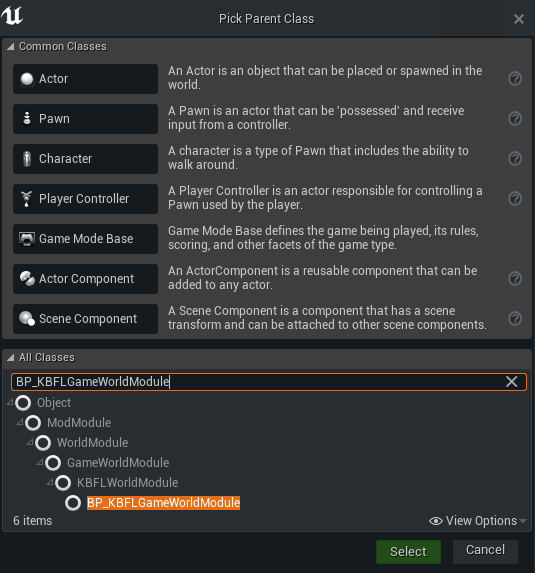 Pick Parent Class
Common Classes
Actor
An Actor is an object that can be placed or spawned in the
world.
Pawn
A Pawn is an actor that can be 'possessed' and receive
input from a controller.
Character
A character is a type of Pawn that includes the ability to
walk around.
Player Controller
A Player Controller is an actor responsible for controlling a
Pawn used by the player.
Game Mode Base
Game Mode Base defines the game being played, its rules,
scoring, and other facets of the game type.
Actor Component
An ActorComponent is a reusable component that can be
added to any actor.
Scene Component
A Scene Component is a component that has a scene
transform and can be attached to other scene components.
All Classes
BP_KBFLGameWorldModule
Object
ModModule
WorldModule
GameWorldModule
KBFLWorldModule
BP_KBFLGameWorldModule
6 items
View Options
Select
Cancel